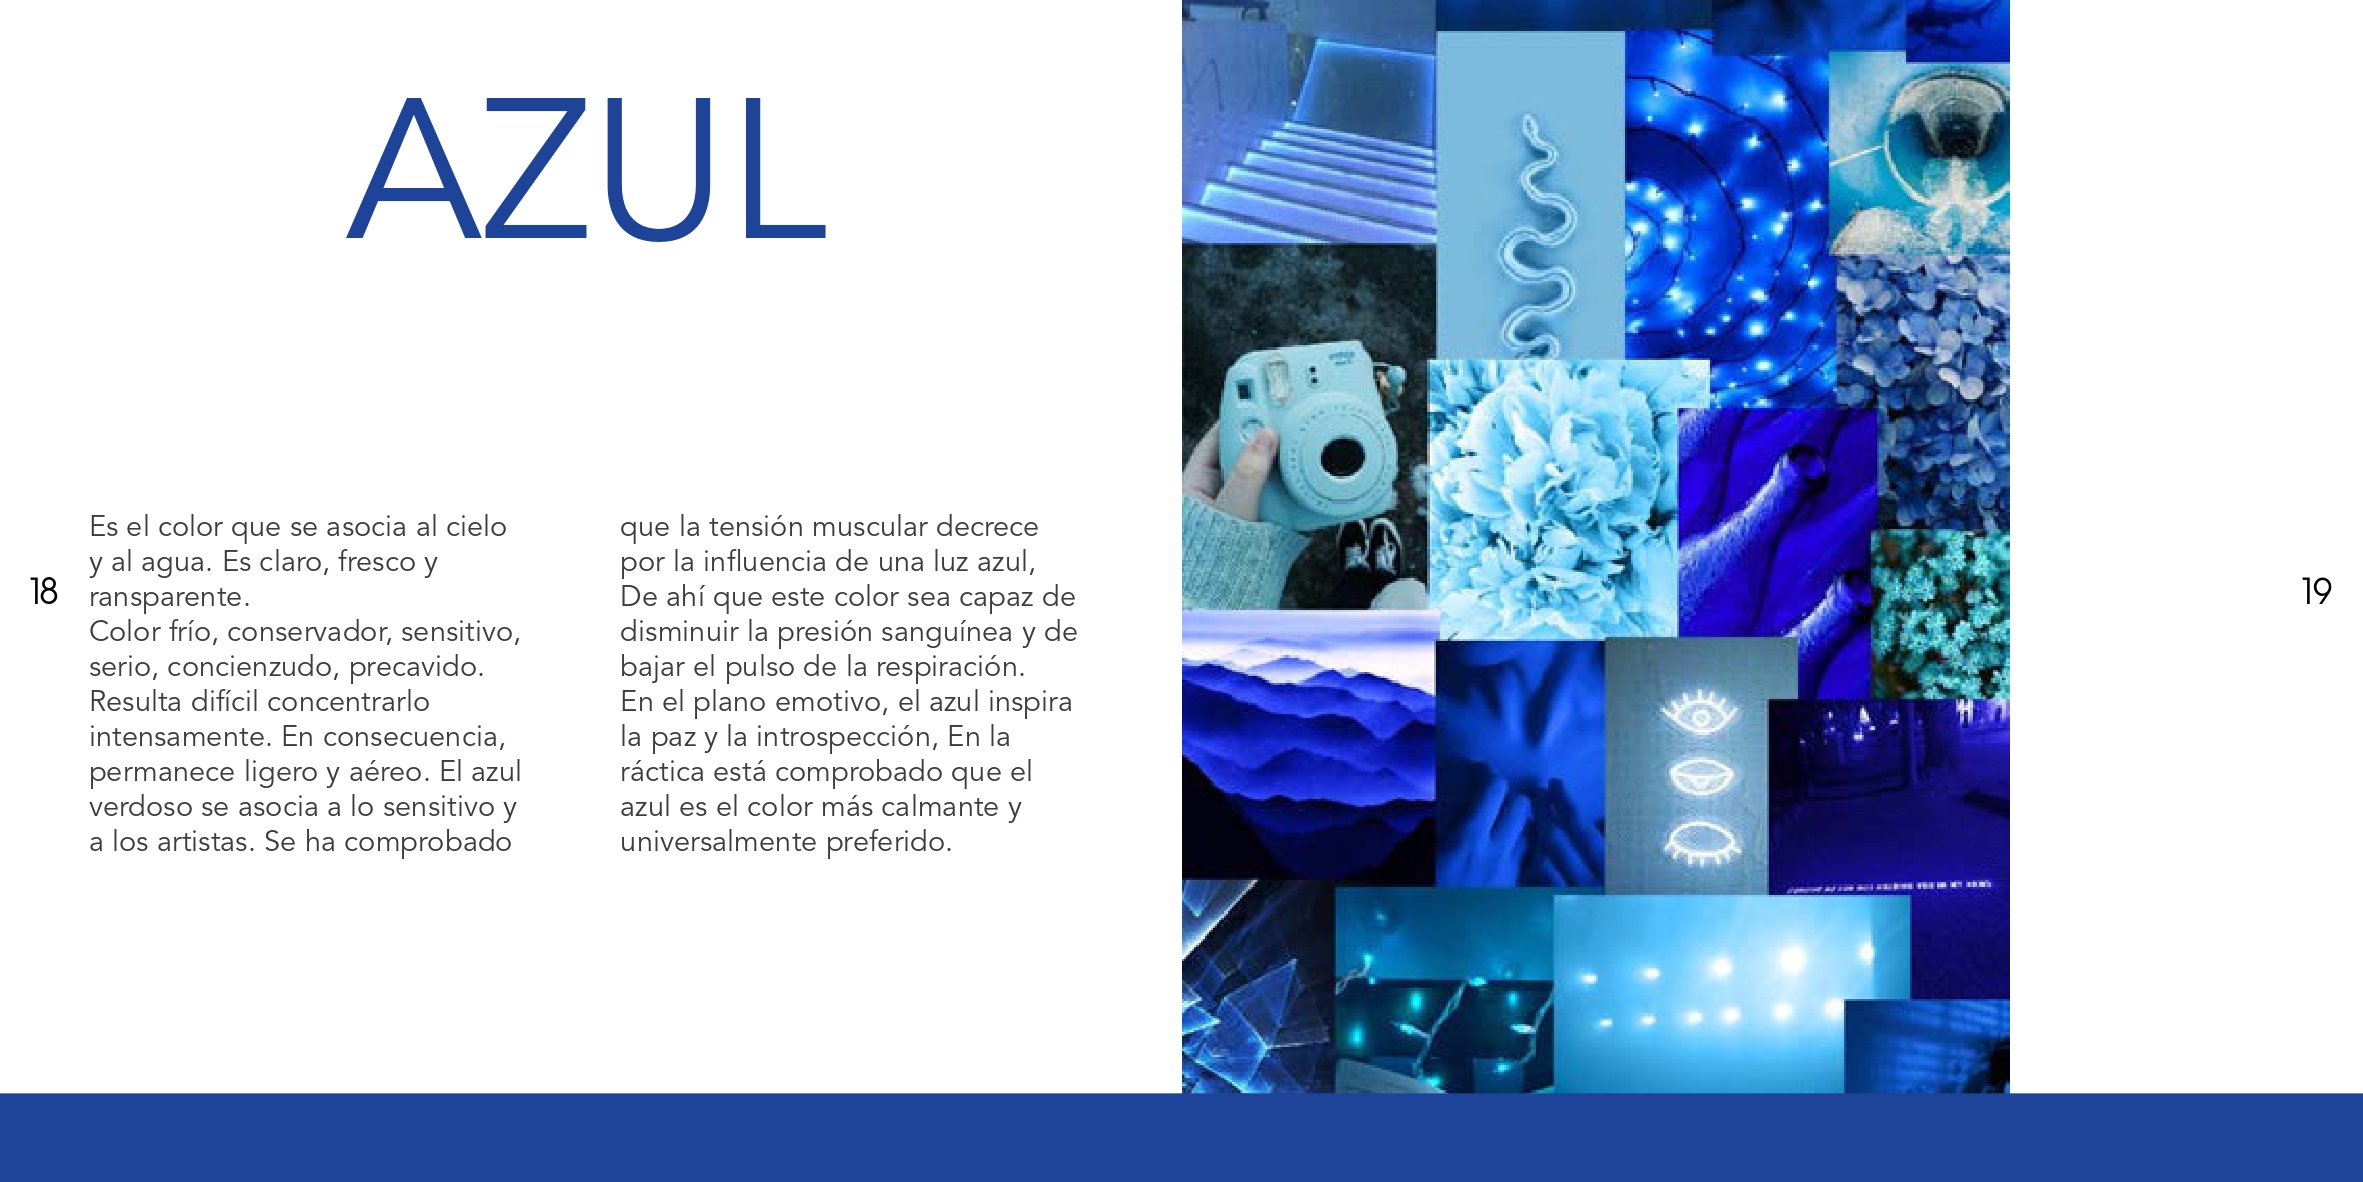 AZUL
Es el color que se asocia al cielo
y al agua. Es claro, fresco y
ransparente.
Color frío, conservador, sensitivo,
serio, concienzudo, precavido.
Resulta difícil concentrarlo
intensamente. En consecuencia,
permanece ligero y aéreo. El azul
verdoso se asocia a lo sensitivo y
a los artistas. Se ha comprobado
que la tensión muscular decrece
por la influencia de una luz azul,
De ahí que este color sea capaz de
disminuir la presión sanguínea y de
bajar el pulso de la respiración.
En el plano emotivo, el azul inspira
la paz y la introspección, En la
ráctica está comprobado que el
azul es el color más calmante y
universalmente preferido.
18
19